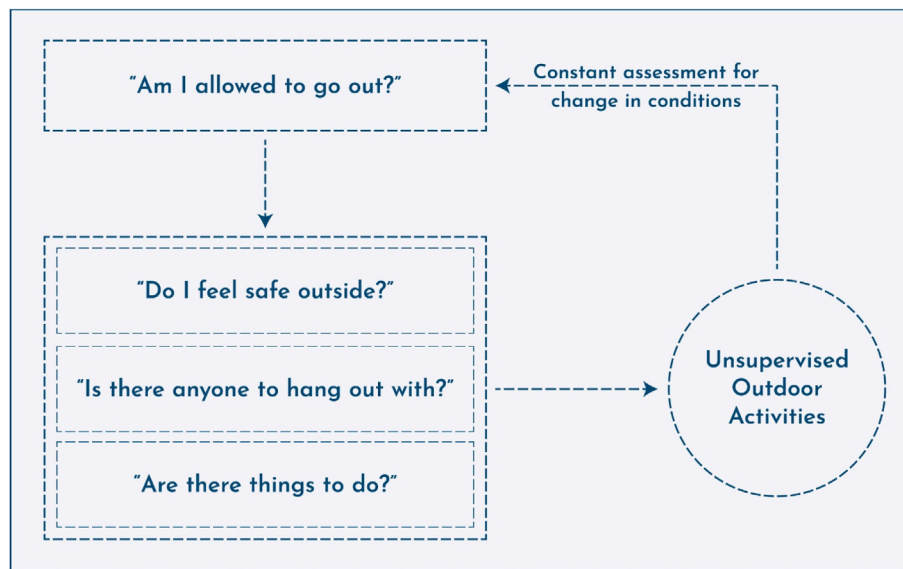 “Am I allowed to go out?”
Constant assessment for
change in conditions
“Do I feel safe outside?”
“Is there anyone to hang out with?”
“Are there things to do?”
Unsupervised
Outdoor
Activities